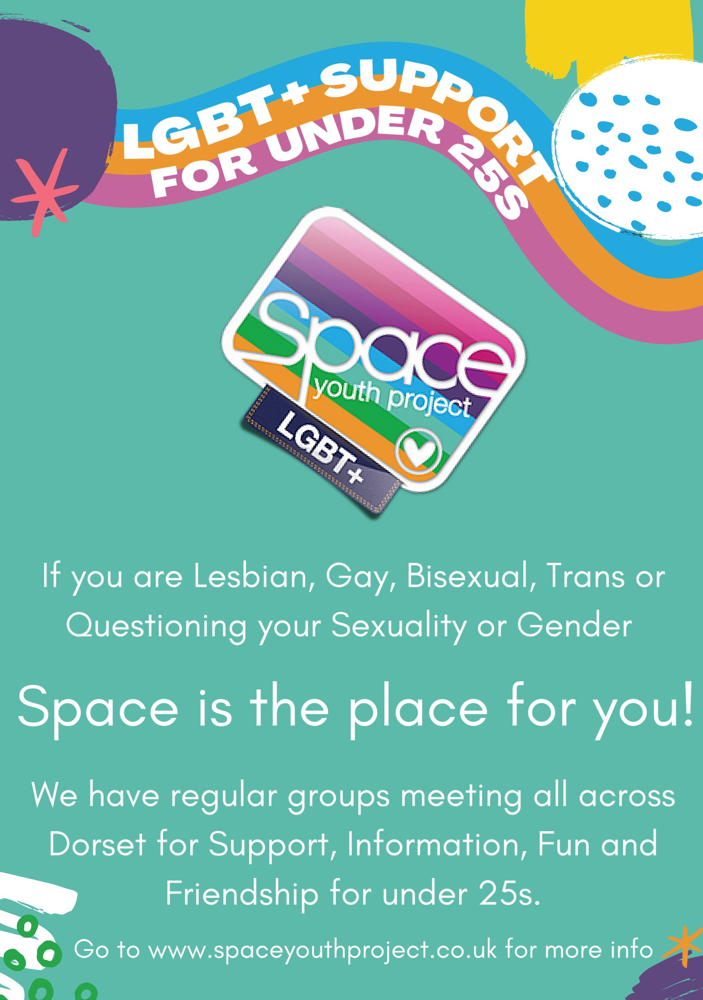 LGBT+ SUPPORT
FOR UNDER 25S
space
youth project
LGBT+
If you are Lesbian, Gay, Bisexual, Trans or
Questioning your Sexuality or Gender
Space is the place for you!
We have regular groups meeting all across
Dorset for Support, Information, Fun and
Friendship for under 25s.
Go to www.spaceyouthproject.co.uk for more info